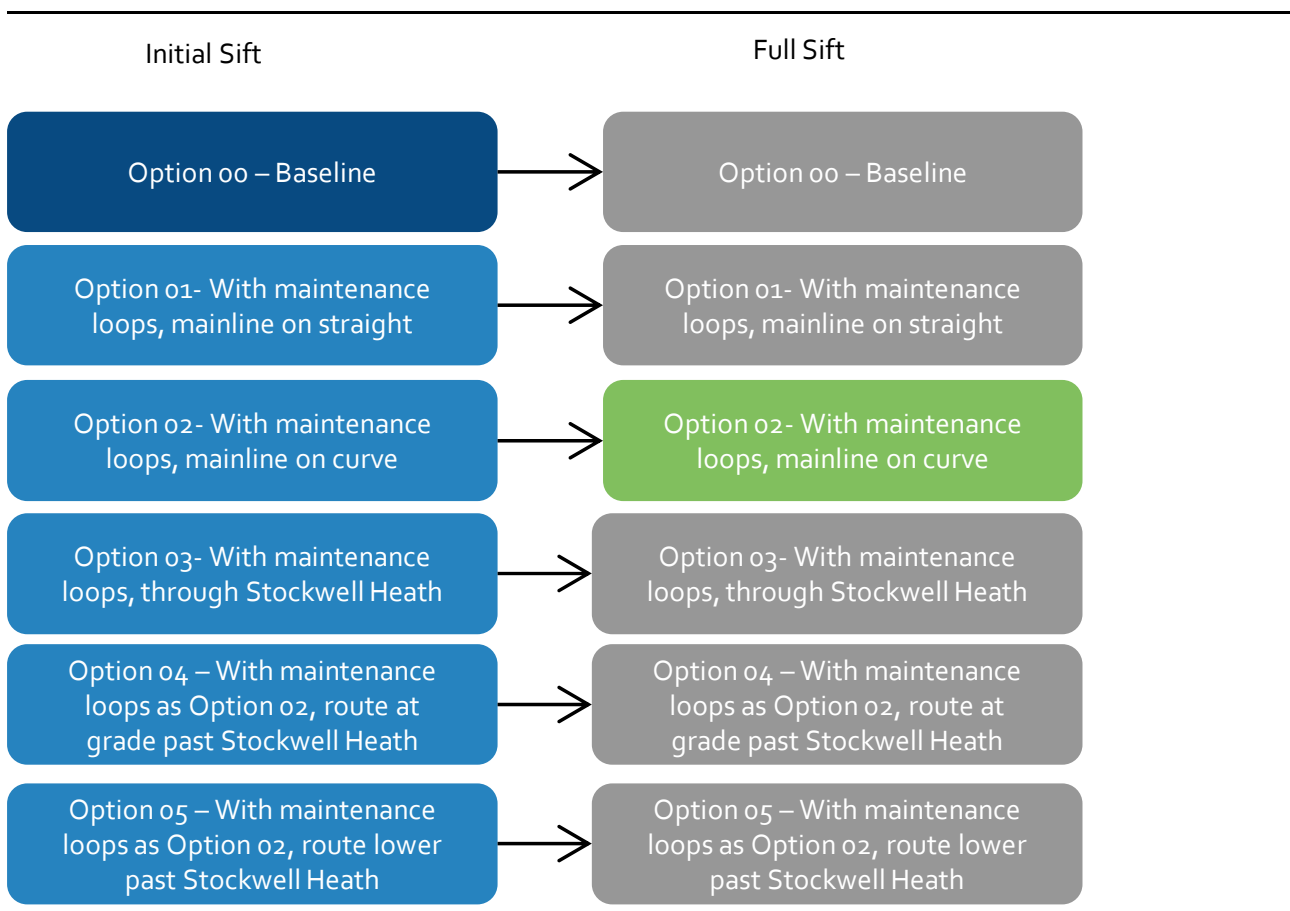 Initial Sift
Full Sift
Option 00 – Baseline
Option 00 – Baseline
Option 01- With maintenance
loops, mainline on straight
Option 01- With maintenance
loops, mainline on straight
Option 02- With maintenance
loops, mainline on curve
Option 02- With maintenance
loops, mainline on curve
Option 03- With maintenance
loops, through Stockwell Heath
Option 03- With maintenance
loops, through Stockwell Heath
Option 04 – With maintenance
loops as Option 02, route at
grade past Stockwell Heath
Option 04 – With maintenance
loops as Option 02, route at
grade past Stockwell Heath
Option 05 – With maintenance
loops as Option 02, route lower
past Stockwell Heath
Option 05 – With maintenance
loops as Option 02, route lower
past Stockwell Heath